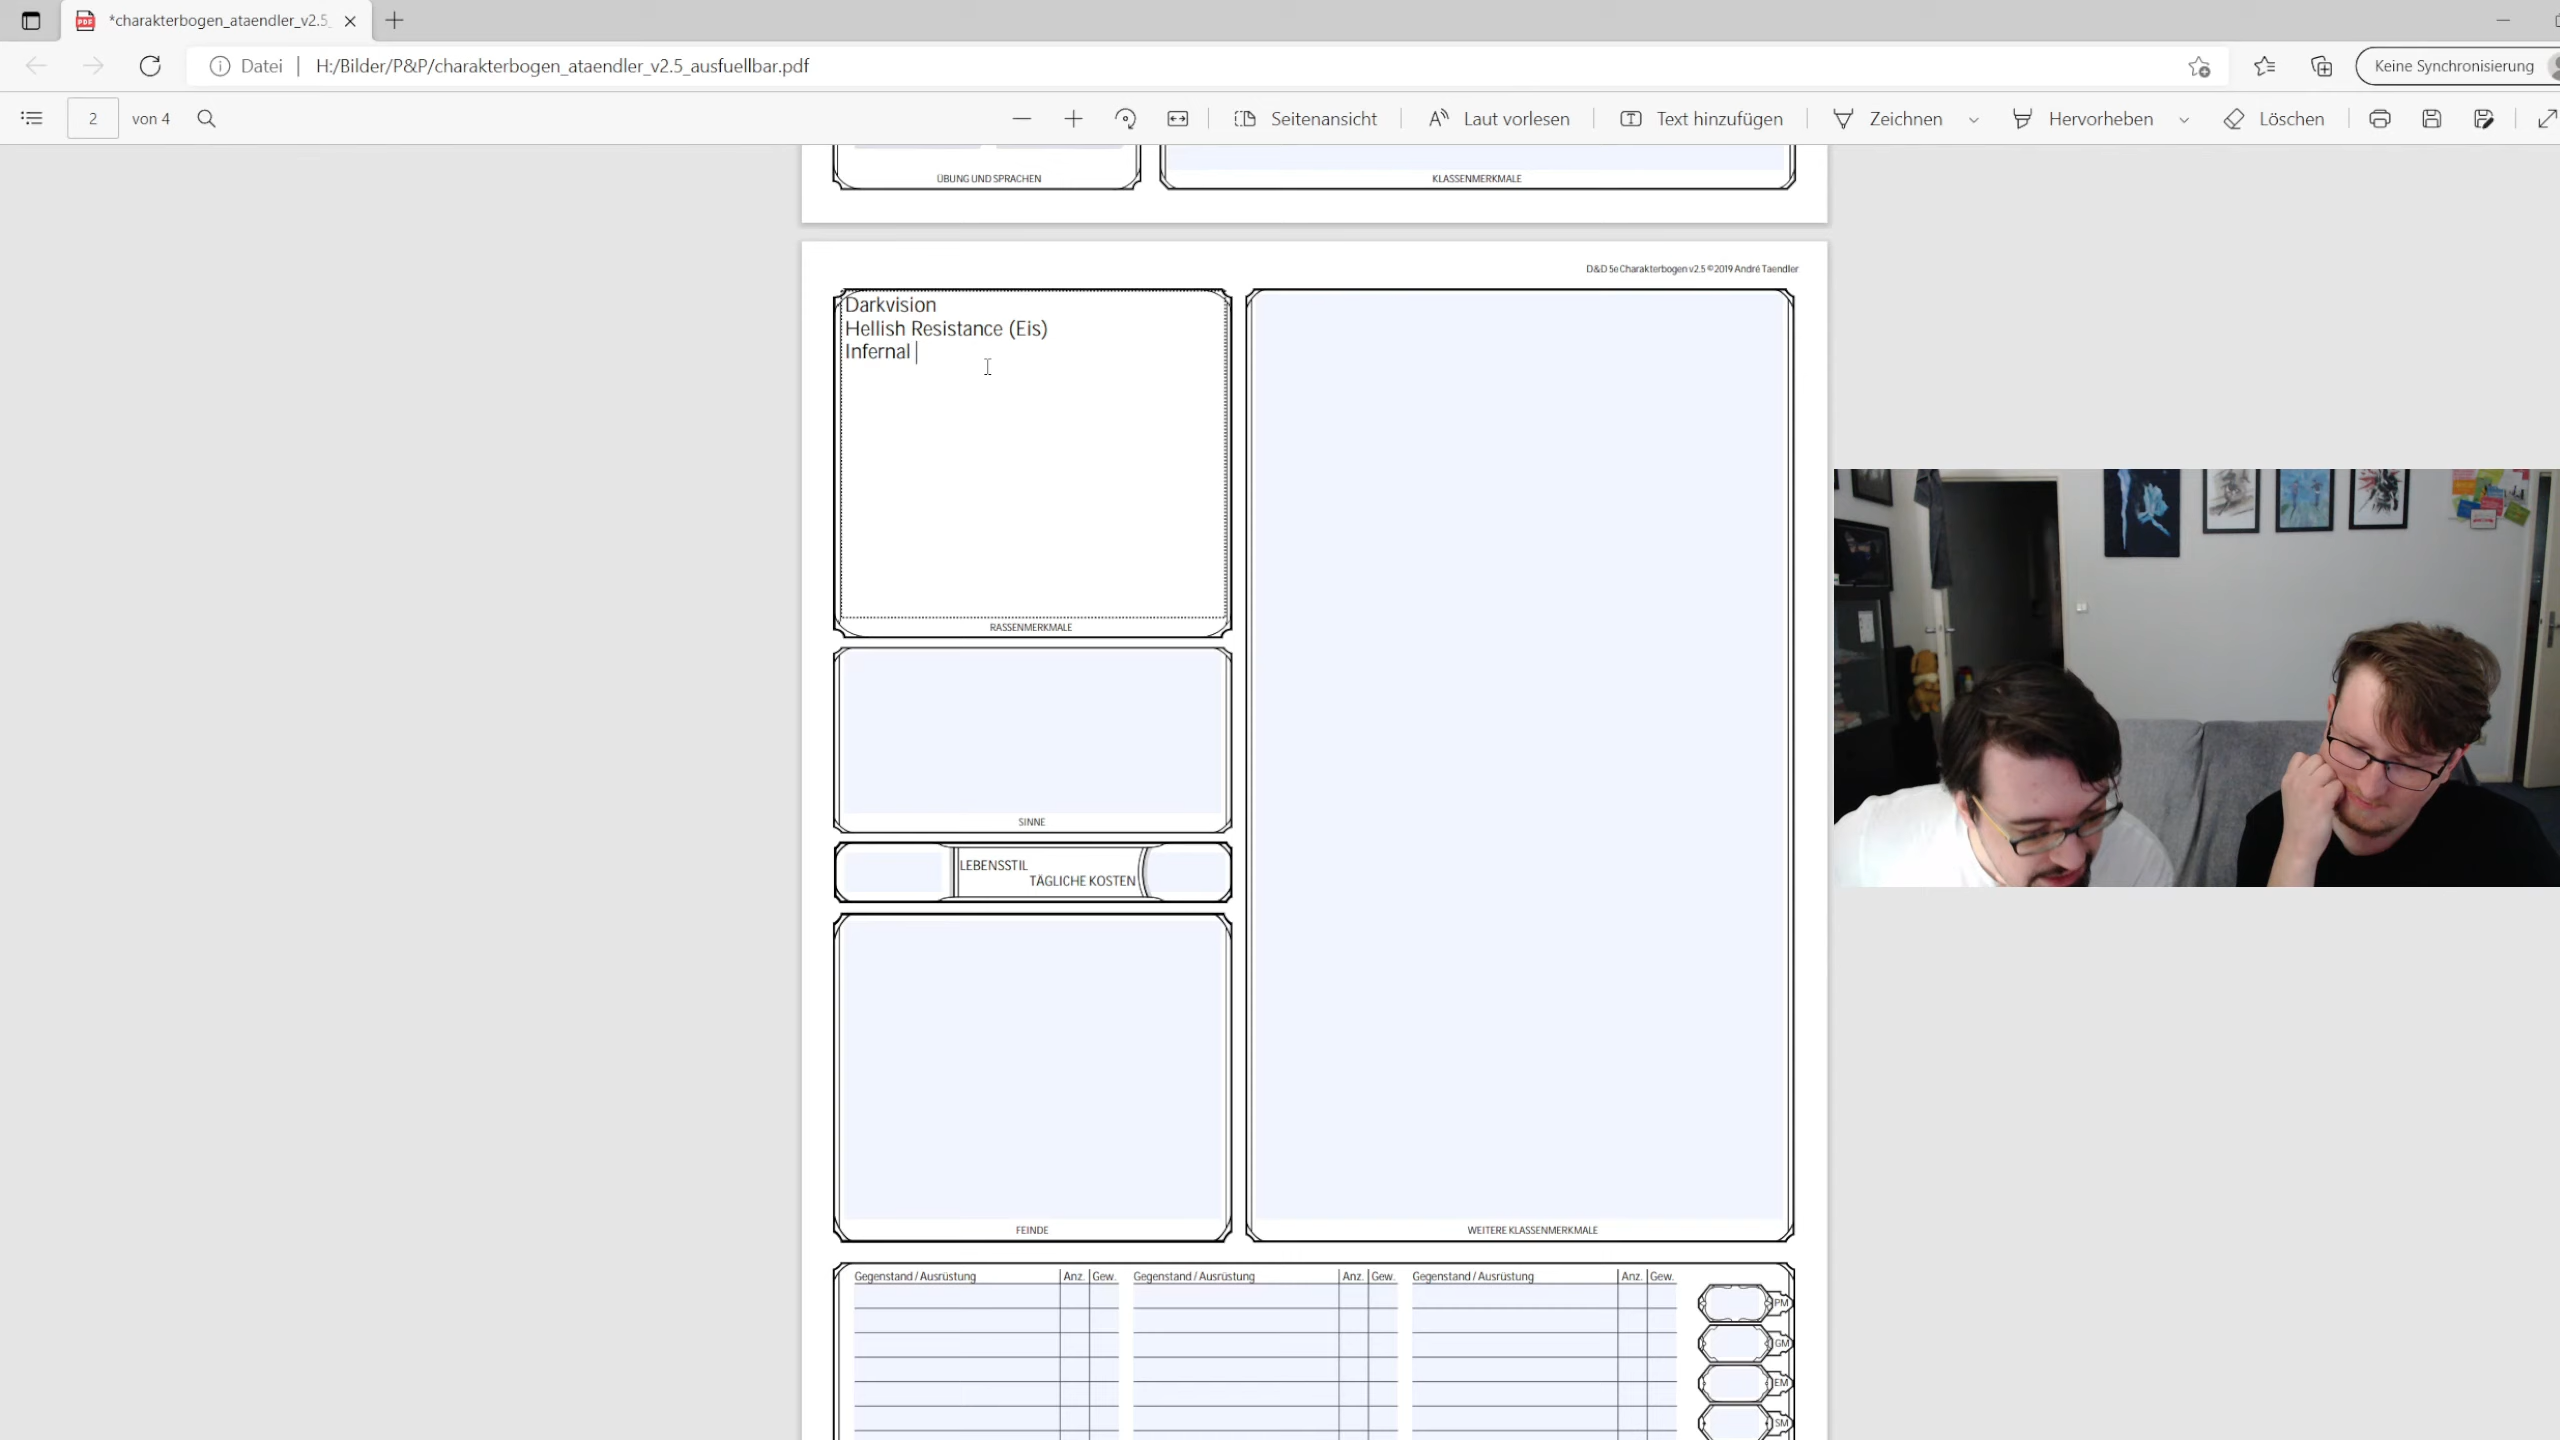 *charakterbogen_ataendler_v2.5_
Datei
H:/Bilder/P&P/charakterbogen_ataendler_v2.5_ausfuellbar.pdf
Keine Synchronisierung
2
von 4
Seitenansicht
Laut vorlesen
Text hinzufügen
Zeichnen
Hervorheben
Löschen
ÜBUNG UND SPRACHEN
KLASSENMERKMALE
D&D 5e Charakterbogen v2.5 ©2019 André Taendler
Darkvision
Hellish Resistance (Eis)
Infernal
RASSENMERKMALE
SINNE
LEBENSSTIL
TÄGLICHE KOSTEN
FEINDE
WEITERE KLASSENMERKMALE
Gegenstand / Ausrüstung Anz. Gew. Gegenstand / Ausrüstung Anz. Gew. Gegenstand / Ausrüstung Anz. Gew.
PM
GM
EM
SM